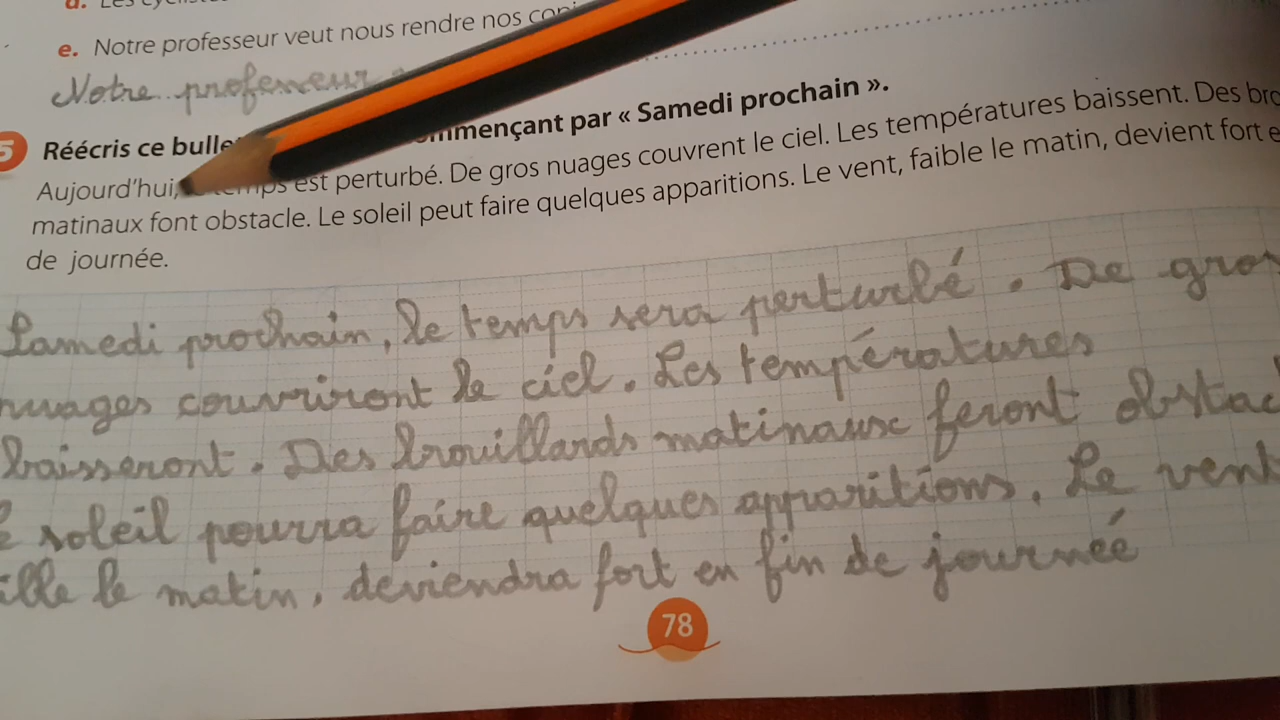 e. Notre professeur veut nous rendre nos
Notre professeur
5 Réécris ce commençant par « Samedi prochain ».
Aujourd'hui, temps est perturbé. De gros nuages couvrent le ciel. Les températures baissent. Des
matinaux font obstacle. Le soleil peut faire quelques apparitions. Le vent, faible le matin, devient fort
de journée.
Samedi prochain, le temps sera perturbé. De gros
nuages couvriront le ciel. Les températures
baisseront. Des brouillards matinaux feront
soleil pourra faire quelques apparitions. Le vent
le matin, deviendra fort en fin de journéé
78